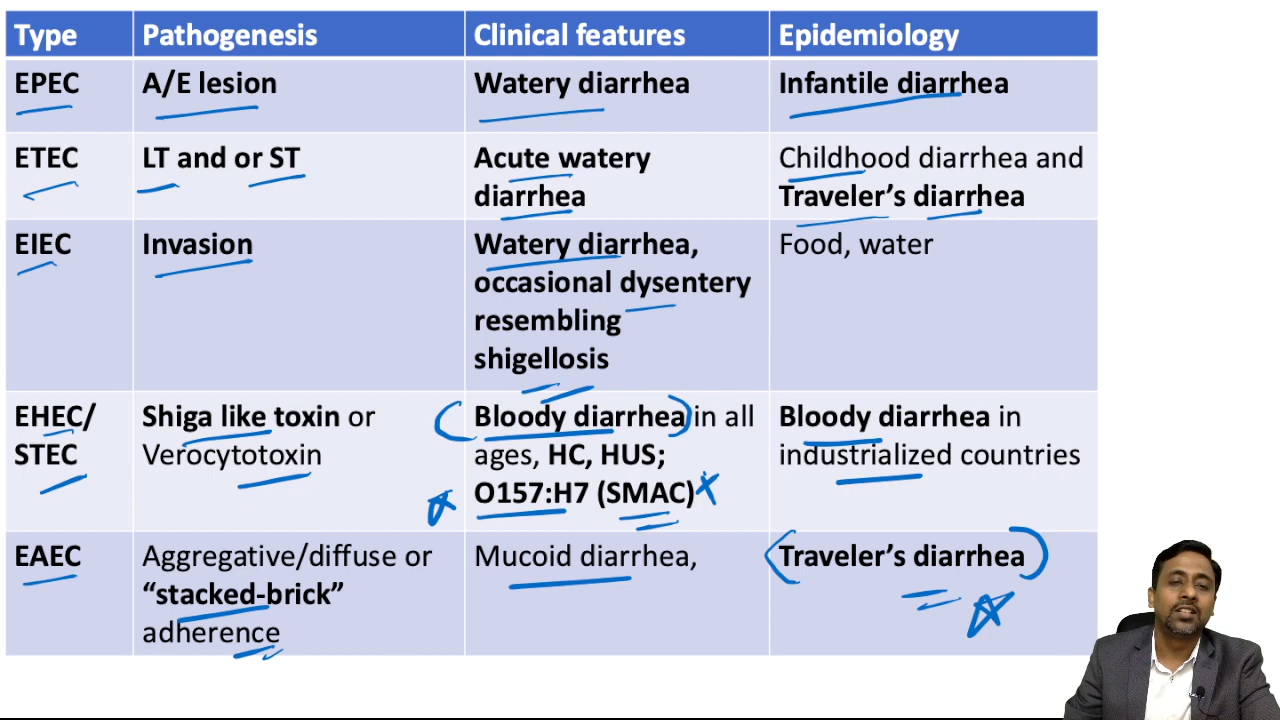 Type Pathogenesis Clinical features Epidemiology
EPEC A/E lesion Watery diarrhea Infantile diarrhea
ETEC LT and or ST Acute watery Childhood diarrhea and
diarrhea Traveler’s diarrhea
EIEC Invasion Watery diarrhea, Food, water
occasional dysentery
resembling
shigellosis
EHEC/ Shiga like toxin or Bloody diarrhea in all Bloody diarrhea in
STEC Verocytotoxin ages, HC, HUS; industrialized countries
O157:H7 (SMAC)
EAEC Aggregative/diffuse or Mucoid diarrhea, Traveler’s diarrhea
“stacked-brick”
adherence